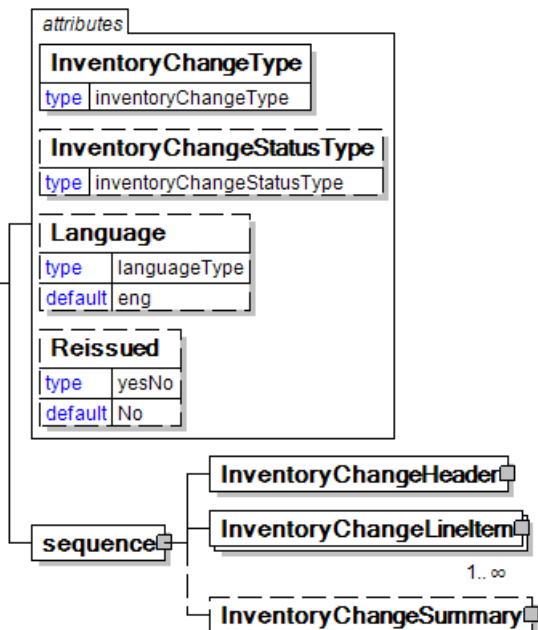 attributes
InventoryChangeType
type inventoryChangeType
InventoryChangeStatusType
type inventoryChangeStatusType
Language
type languageType
default eng
Reissued
type yesNo
default No
InventoryChangeHeader
sequence
InventoryChangeLineItem
1.. ∞
InventoryChangeSummary